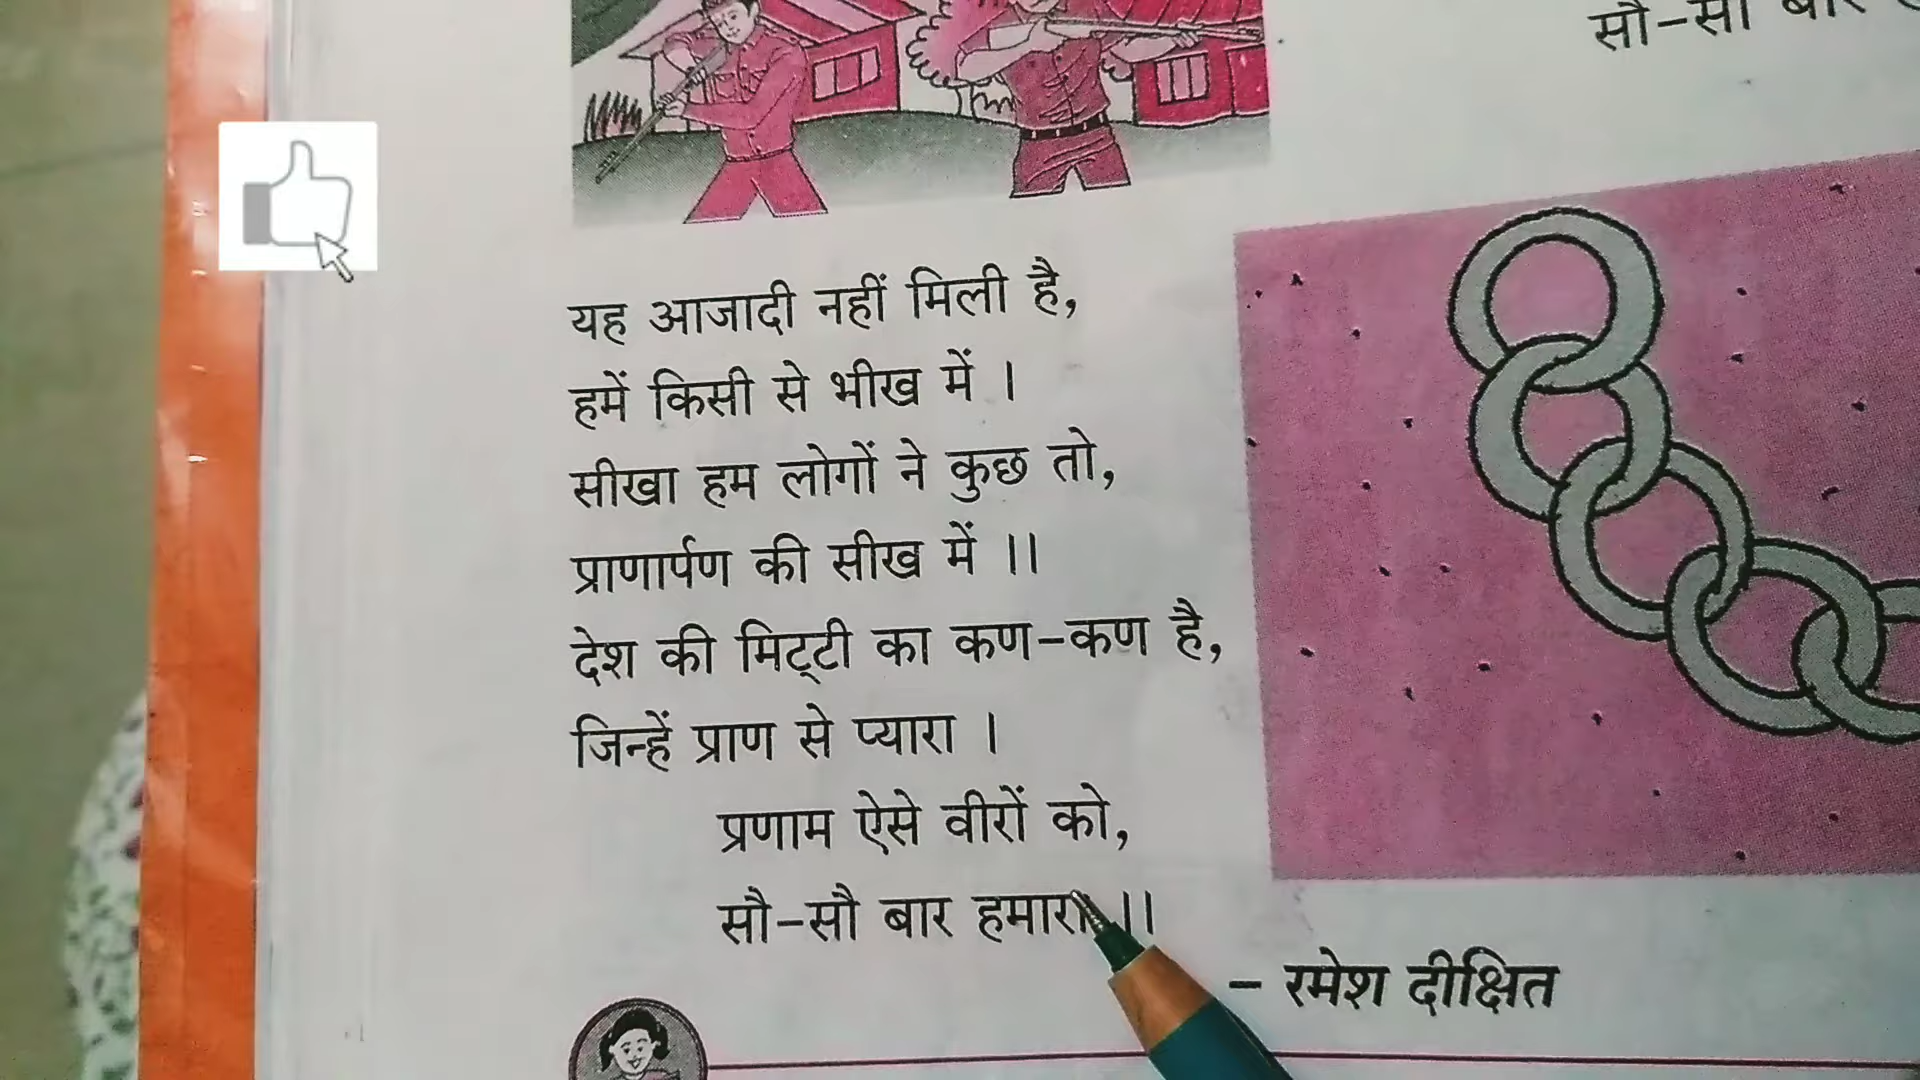 सौ-सौ बार
यह आजादी नहीं मिली है,
हमें किसी से भीख में ।
सीखा हम लोगों ने कुछ तो,
प्राणार्पण की सीख में ।।
देश की मिट्टी का कण-कण है,
जिन्हें प्राण से प्यारा ।
प्रणाम ऐसे वीरों को,
सौ-सौ बार हमारा ।।
- रमेश दीक्षित